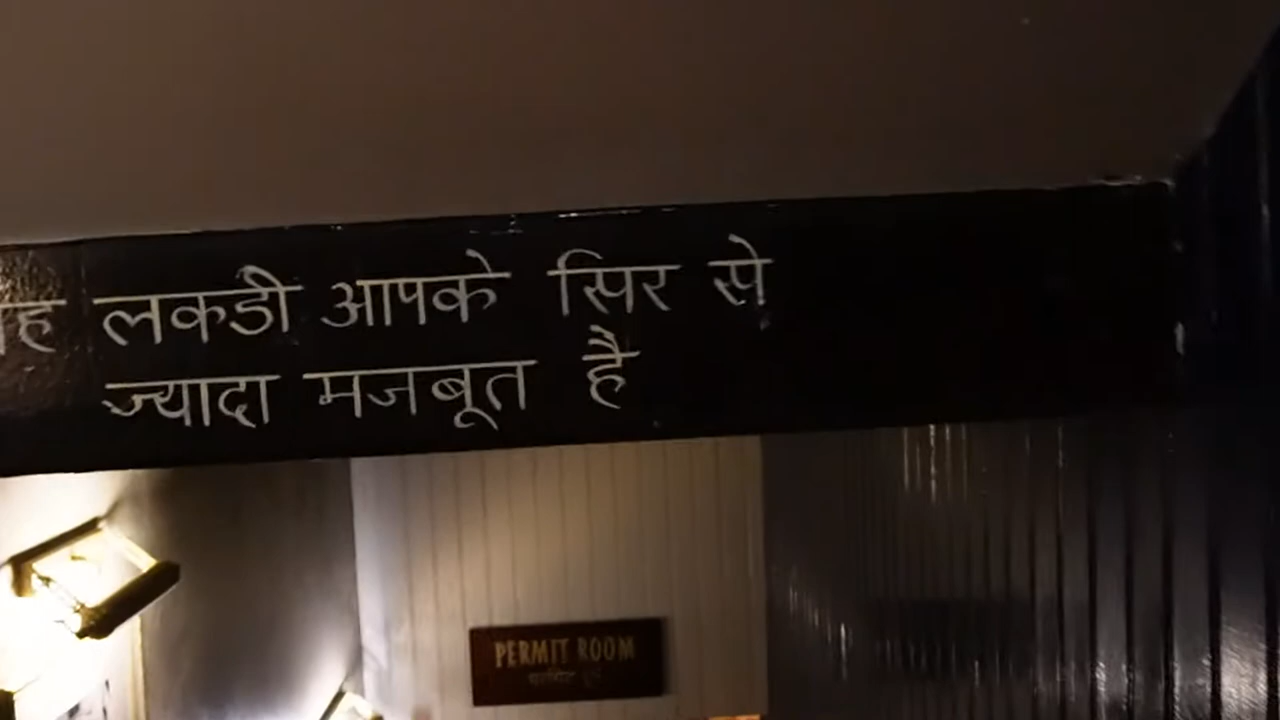 लकडी आपके सिर से
ज्यादा मजबूत है
PERMIT ROOM